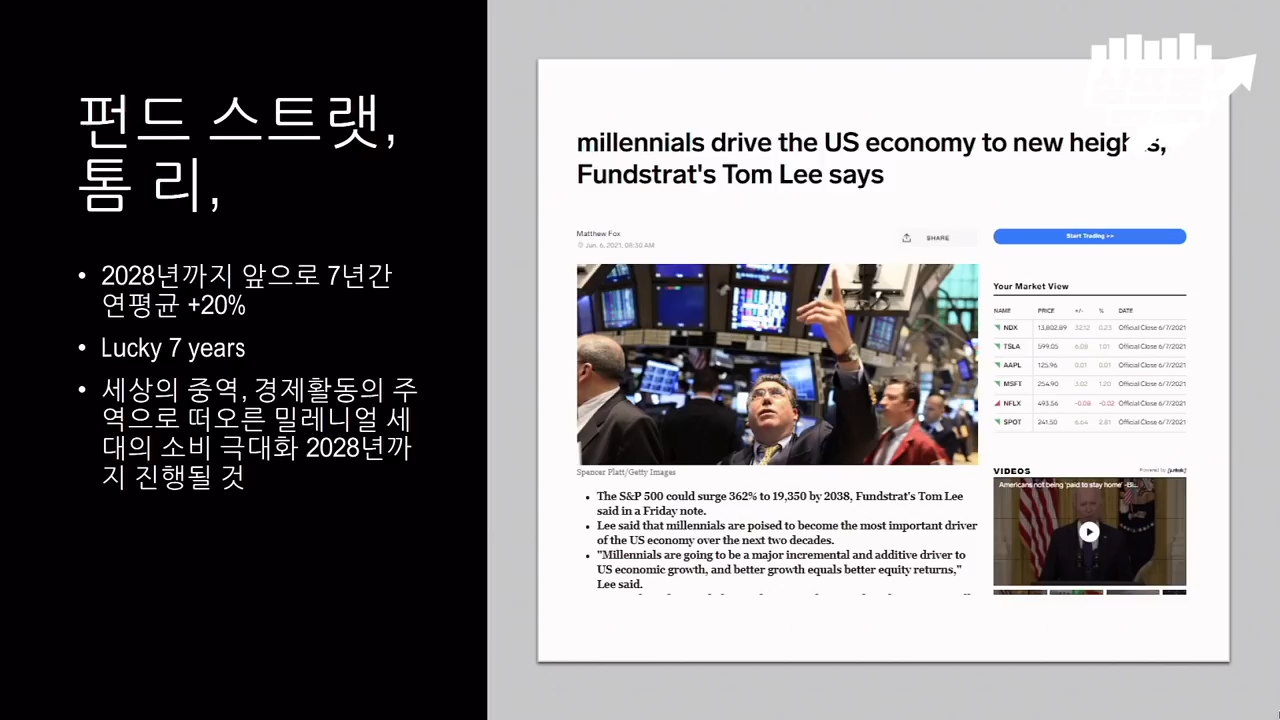 펀드 스트랫,
톰 리,
• 2028년까지 앞으로 7년간
연평균 +20%
• Lucky 7 years
• 세상의 중역, 경제활동의 주
역으로 떠오른 밀레니얼 세
대의 소비 극대화 2028년까
지 진행될 것
millennials drive the US economy to new
Fundstrat's Tom Lee says
Matthew Fox
Jan. 6, 2021, 08:30 AM
SHARE
Start Trading >>
Your Market View
NAME PRICE +/- % DATE
NDX 13,802.89 32.12 0.23 Official Close 6/7/2021
TSLA 599.05 6.08 1.01 Official Close 6/7/2021
AAPL 125.96 0.01 0.01 Official Close 6/7/2021
MSFT 254.90 3.02 1.20 Official Close 6/7/2021
NFLX 493.56 -0.08 -0.02 Official Close 6/7/2021
SPOT 241.50 6.64 2.81 Official Close 6/7/2021
Spencer Platt/Getty Images
• The S&P 500 could surge 362% to 19,350 by 2038, Fundstrat's Tom Lee
said in a Friday note.
• Lee said that millennials are poised to become the most important driver
of the US economy over the next two decades.
• "Millennials are going to be a major incremental and additive driver to
US economic growth, and better growth equals better equity returns,"
Lee said.
VIDEOS
Powered by
Americans not being 'paid to stay home' -Bi...